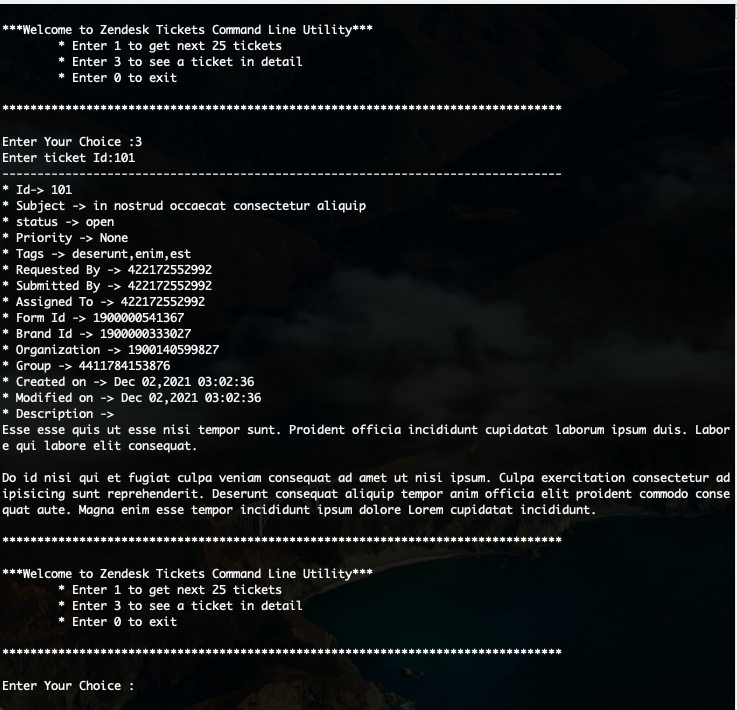 ***Welcome to Zendesk Tickets Command Line Utility***
* Enter 1 to get next 25 tickets
* Enter 3 to see a ticket in detail
* Enter 0 to exit
********************************************************************************
Enter Your Choice :3
Enter ticket Id:101
--------------------------------------------------------------------------------
* Id-> 101
* Subject -> in nostrud occaecat consectetur aliquip
* status -> open
* Priority -> None
* Tags -> deserunt,enim,est
* Requested By -> 422172552992
* Submitted By -> 422172552992
* Assigned To -> 422172552992
* Form Id -> 1900000541367
* Brand Id -> 1900000333027
* Organization -> 1900140599827
* Group -> 4411784153876
* Created on -> Dec 02,2021 03:02:36
* Modified on -> Dec 02,2021 03:02:36
* Description ->
Esse esse quis ut esse nisi tempor sunt. Proident officia incididunt cupidatat laborum ipsum duis. Labor
e qui labore elit consequat.
Do id nisi qui et fugiat culpa veniam consequat ad amet ut nisi ipsum. Culpa exercitation consectetur ad
ipisicing sunt reprehenderit. Deserunt consequat aliquip tempor anim officia elit proident commodo conse
quat aute. Magna enim esse tempor incididunt ipsum dolore Lorem cupidatat incididunt.
********************************************************************************
***Welcome to Zendesk Tickets Command Line Utility***
* Enter 1 to get next 25 tickets
* Enter 3 to see a ticket in detail
* Enter 0 to exit
********************************************************************************
Enter Your Choice :